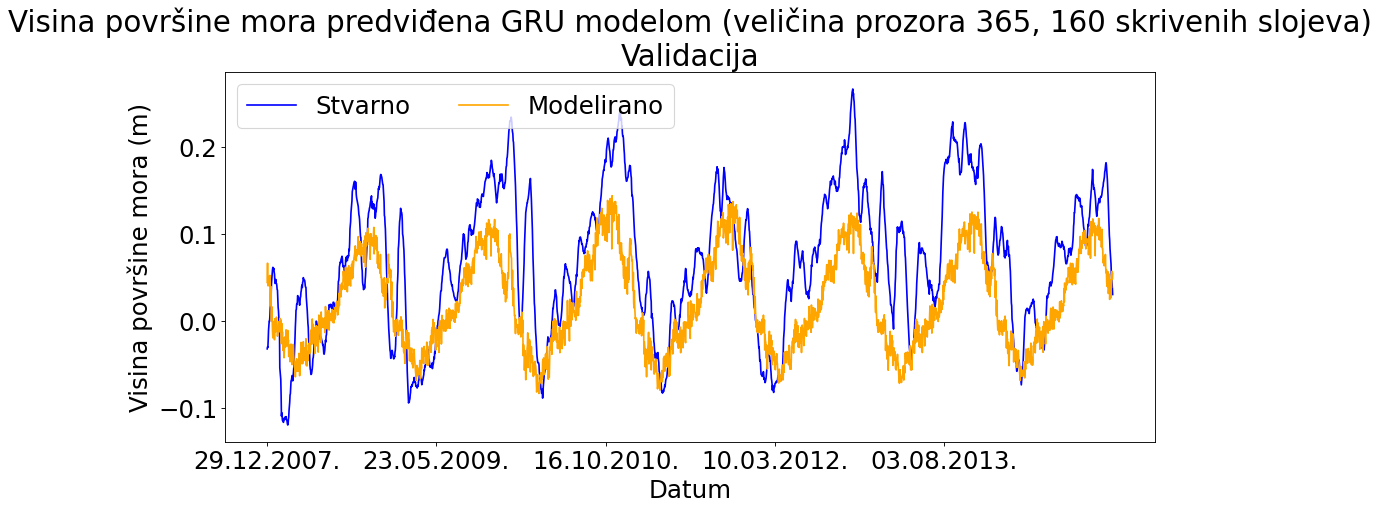 Visina površine mora predviđena GRU modelom (veličina prozora 365, 160 skrivenih slojeva)
Validacija
Stvarno
Modelirano
Visina površine mora (m)
0.2
0.1
0.0
−0.1
29.12.2007.
23.05.2009.
16.10.2010.
10.03.2012.
03.08.2013.
Datum